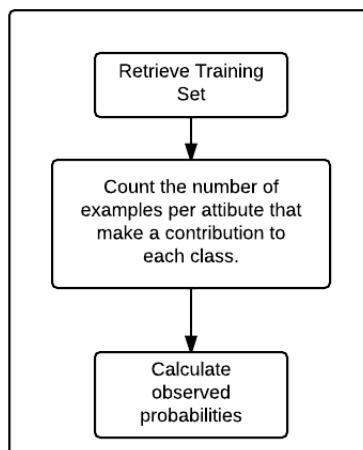 Retrieve Training
Set
Count the number of
examples per attibute that
make a contribution to
each class.
Calculate
observed
probabilities